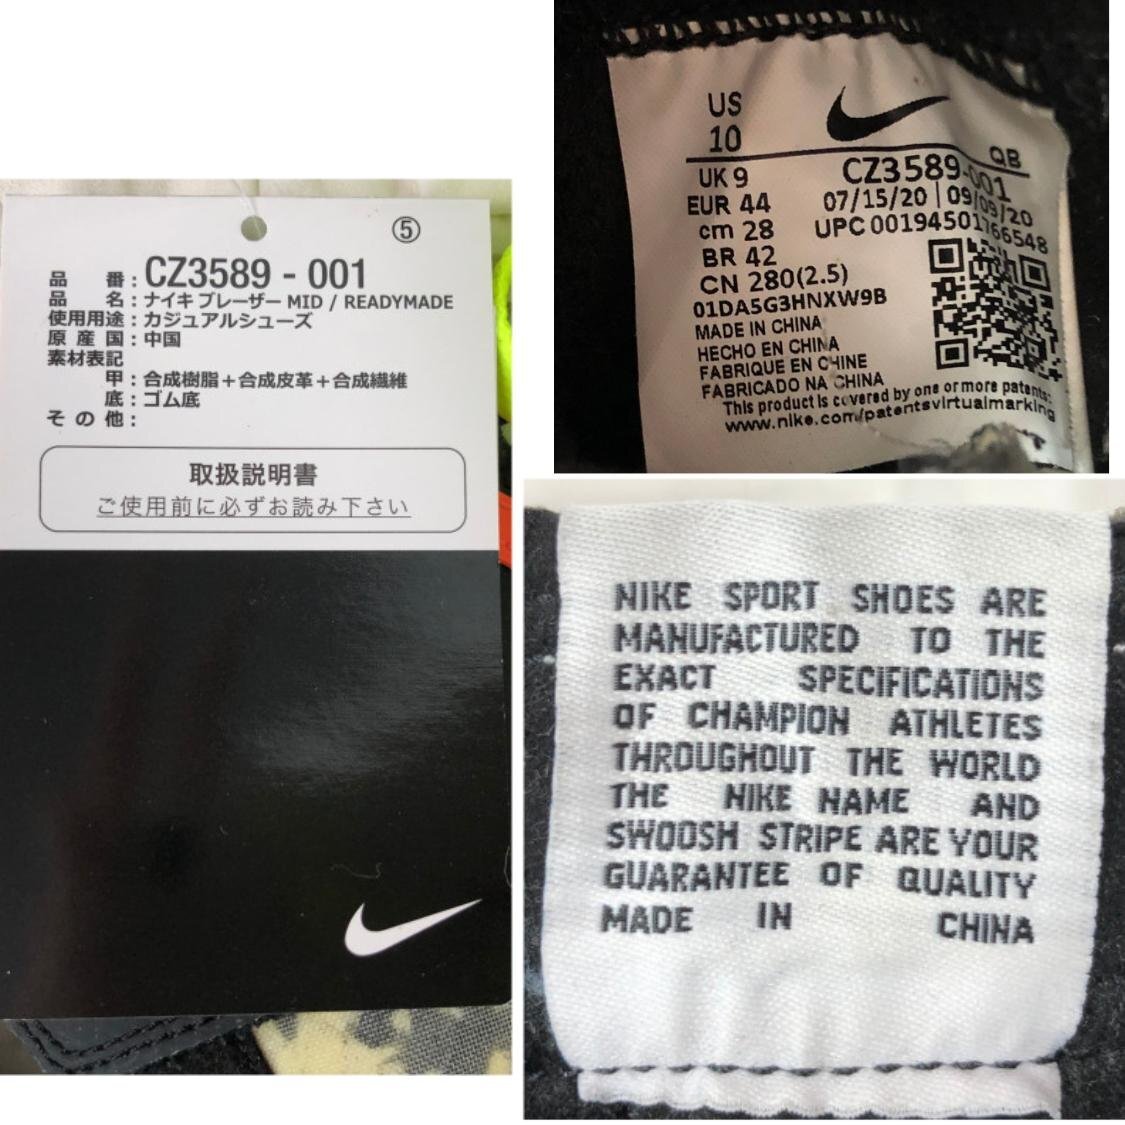 ⑤
品 番：CZ3589 - 001
品 名：ナイキ ブレーザー MID / READYMADE
使用用途：カジュアルシューズ
原 産 国：中国
素材表記
甲：合成樹脂＋合成皮革＋合成繊維
底：ゴム底
そ の 他：
取扱説明書
ご使用前に必ずお読み下さい
US
10
QB
UK 9
CZ3589-001
EUR 44
07/15/20 | 09/09/20
cm 28
UPC 00194501766548
BR 42
CN 280(2.5)
01DA5G3HNXW9B
MADE IN CHINA
HECHO EN CHINA
FABRIQUE EN CHINE
FABRICADO NA CHINA
This product is covered by one or more patents:
www.nike.com/patentsvirtualmarking
NIKE SPORT SHOES ARE
MANUFACTURED TO THE
EXACT SPECIFICATIONS
OF CHAMPION ATHLETES
THROUGHOUT THE WORLD
THE NIKE NAME AND
SWOOSH STRIPE ARE YOUR
GUARANTEE OF QUALITY
MADE IN CHINA